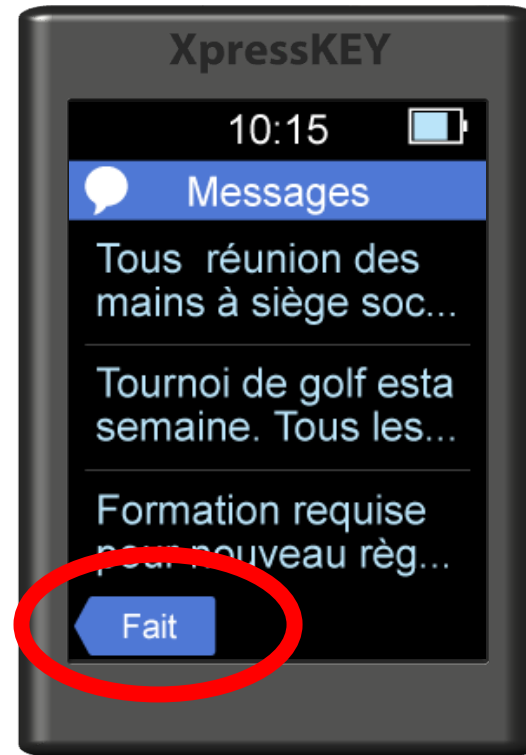 XpressKEY
10:15
Messages
Tous réunion des
mains à siège soc...
Tournoi de golf esta
semaine. Tous les...
Formation requise
pour nouveau règ...
Fait